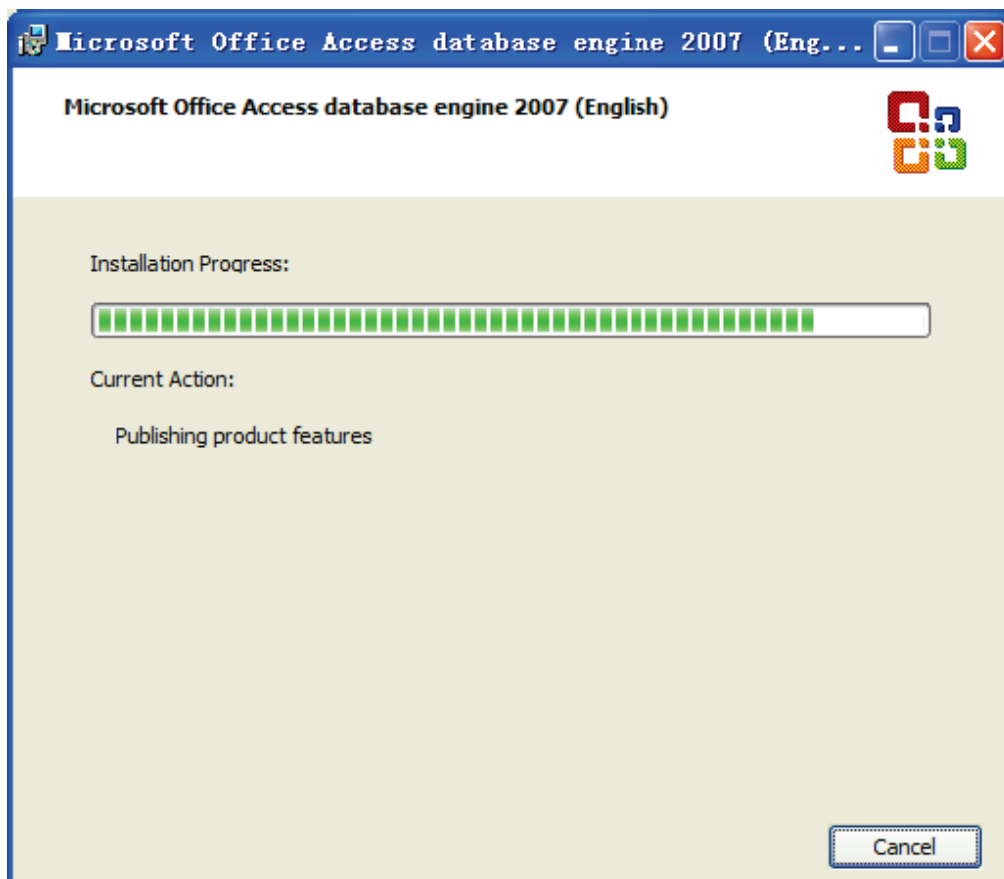 Microsoft Office Access database engine 2007 (Eng...
Microsoft Office Access database engine 2007 (English)
Installation Progress:
Current Action:
Publishing product features
Cancel